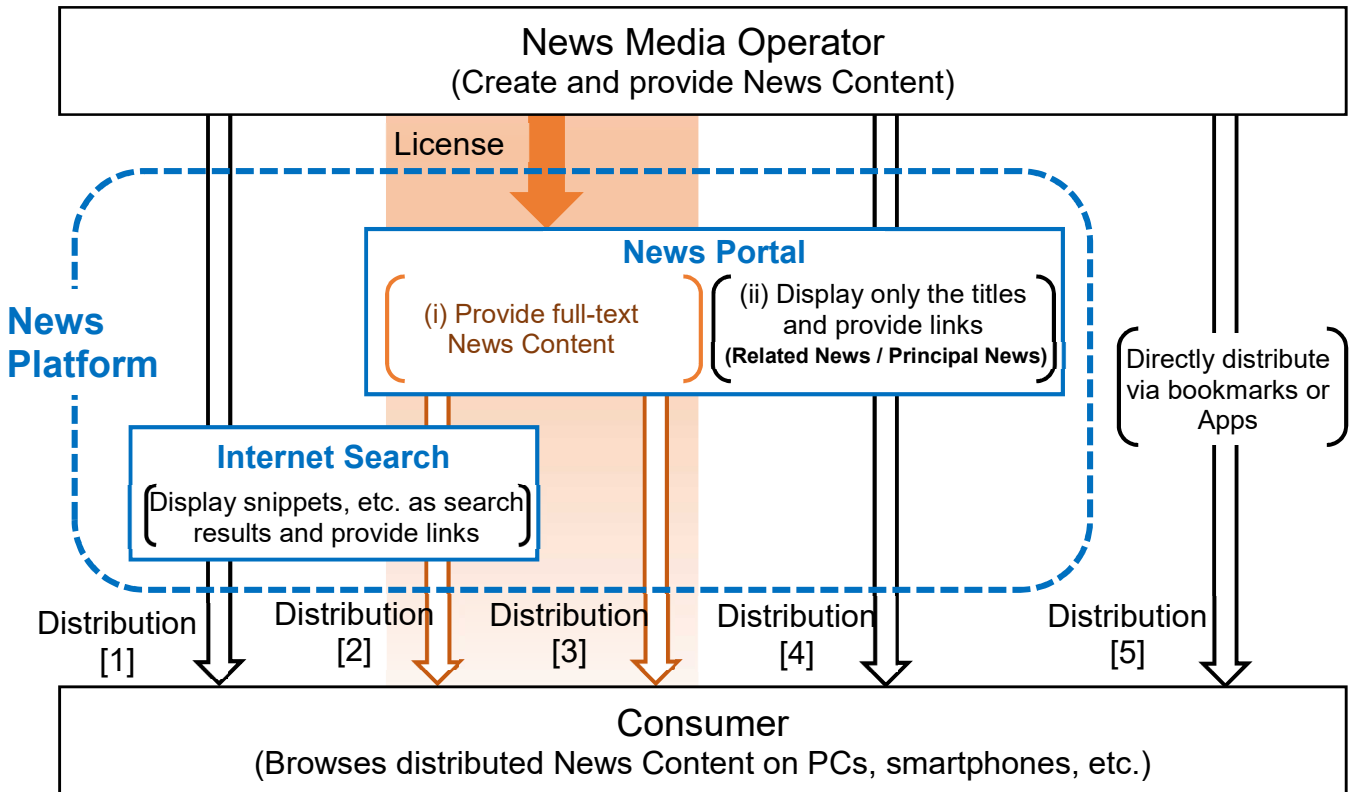 News Media Operator
(Create and provide News Content)
License
News Portal
(i) Provide full-text
News Content
(ii) Display only the titles
and provide links
(Related News / Principal News)
News
Platform
Directly distribute
via bookmarks or
Apps
Internet Search
Display snippets, etc. as search
results and provide links
Distribution
[1]
Distribution
[2]
Distribution
[3]
Distribution
[4]
Distribution
[5]
Consumer
(Browses distributed News Content on PCs, smartphones, etc.)